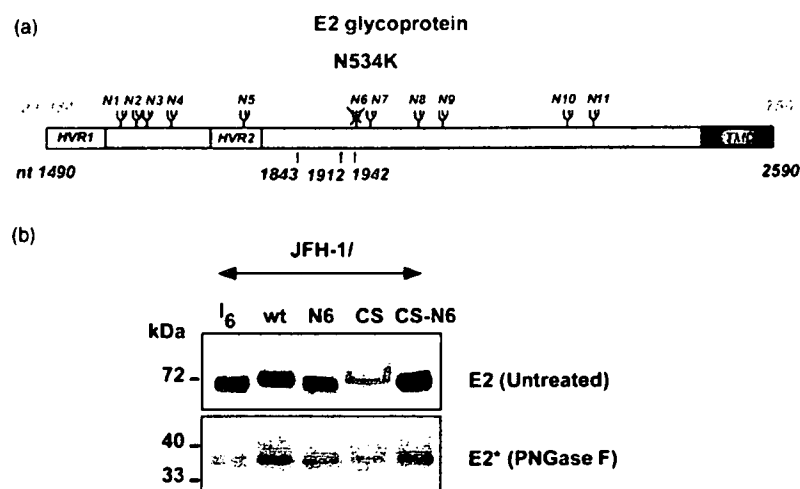 (a)
E2 glycoprotein
N534K
N1 N2 N3 N4 N5 N6 N7 N8 N9 N10 N11
HVR1 HVR2
1843 1912 1942
nt 1490 2590
(b)
JFH-1/
I6 wt N6 CS CS-N6
kDa
72 E2 (Untreated)
40
E2* (PNGase F)
33